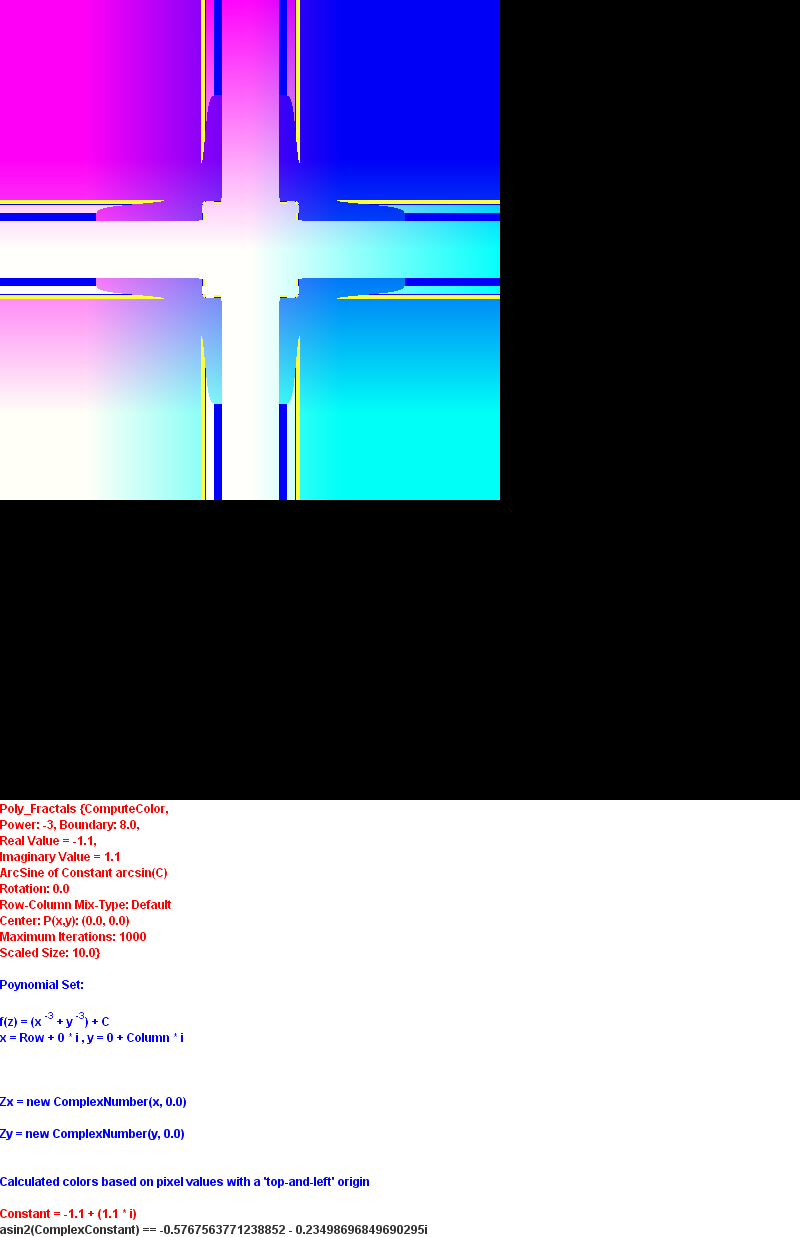 Poly_Fractals {ComputeColor,
Power: -3, Boundary: 8.0,
Real Value = -1.1,
Imaginary Value = 1.1
ArcSine of Constant arcsin(C)
Rotation: 0.0
Row-Column Mix-Type: Default
Center: P(x,y): (0.0, 0.0)
Maximum Iterations: 1000
Scaled Size: 10.0}
Poynomial Set:
f(z) = (x -3 + y -3) + C
x = Row + 0 * i , y = 0 + Column * i
Zx = new ComplexNumber(x, 0.0)
Zy = new ComplexNumber(y, 0.0)
Calculated colors based on pixel values with a 'top-and-left' origin
Constant = -1.1 + (1.1 * i)
asin2(ComplexConstant) == -0.5767563771238852 - 0.23498696849690295i